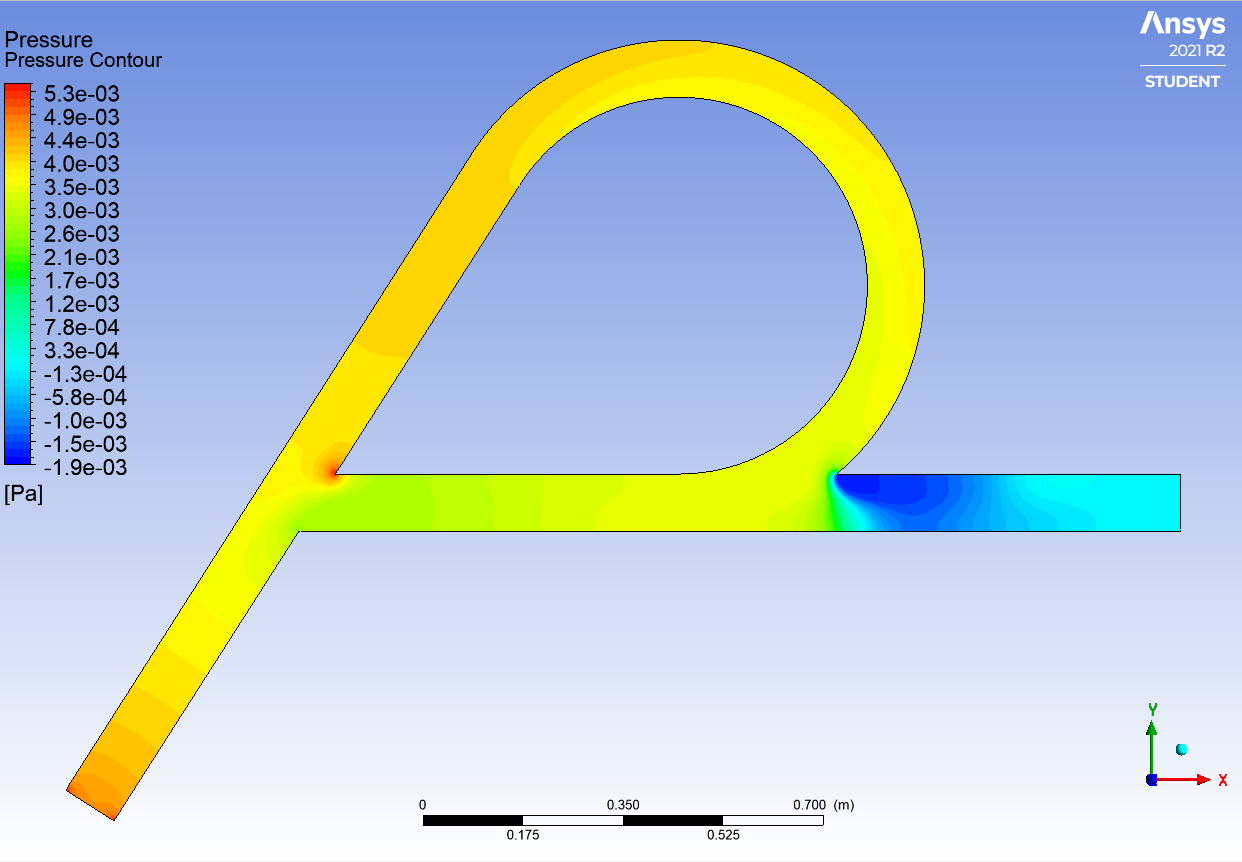 Pressure
Pressure Contour
5.3e-03
4.9e-03
4.4e-03
4.0e-03
3.5e-03
3.0e-03
2.6e-03
2.1e-03
1.7e-03
1.2e-03
7.8e-04
3.3e-04
-1.3e-04
-5.8e-04
-1.0e-03
-1.5e-03
-1.9e-03
[Pa]
Ansys
2021 R2
STUDENT
Y
X
0 0.350 0.700 (m)
0.175 0.525